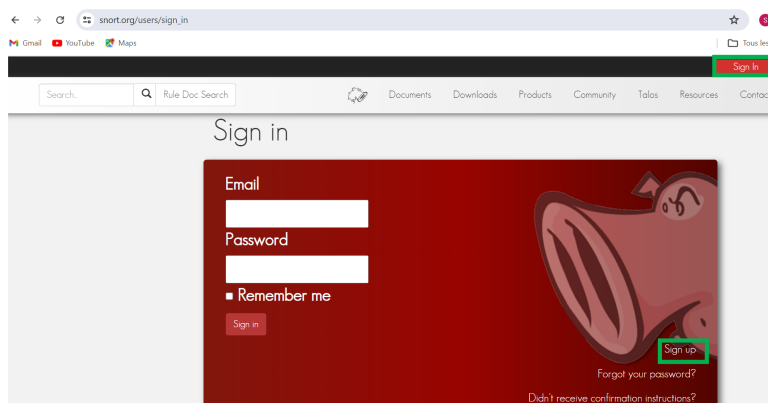 snort.org/users/sign_in
Gmail YouTube Maps Tous les
Sign In
Search.. Rule Doc Search Documents Downloads Products Community Talos Resources Contac
Sign in
Email
Password
Remember me
Sign in
Sign up
Forgot your password?
Didn't receive confirmation instructions?